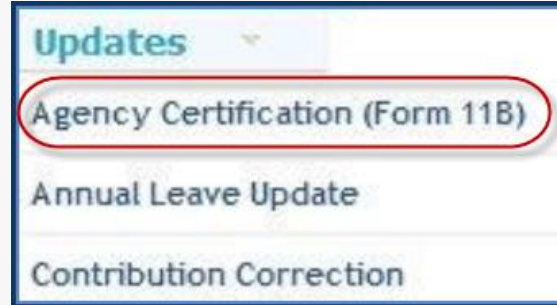 Updates
Agency Certification (Form 11B)
Annual Leave Update
Contribution Correction